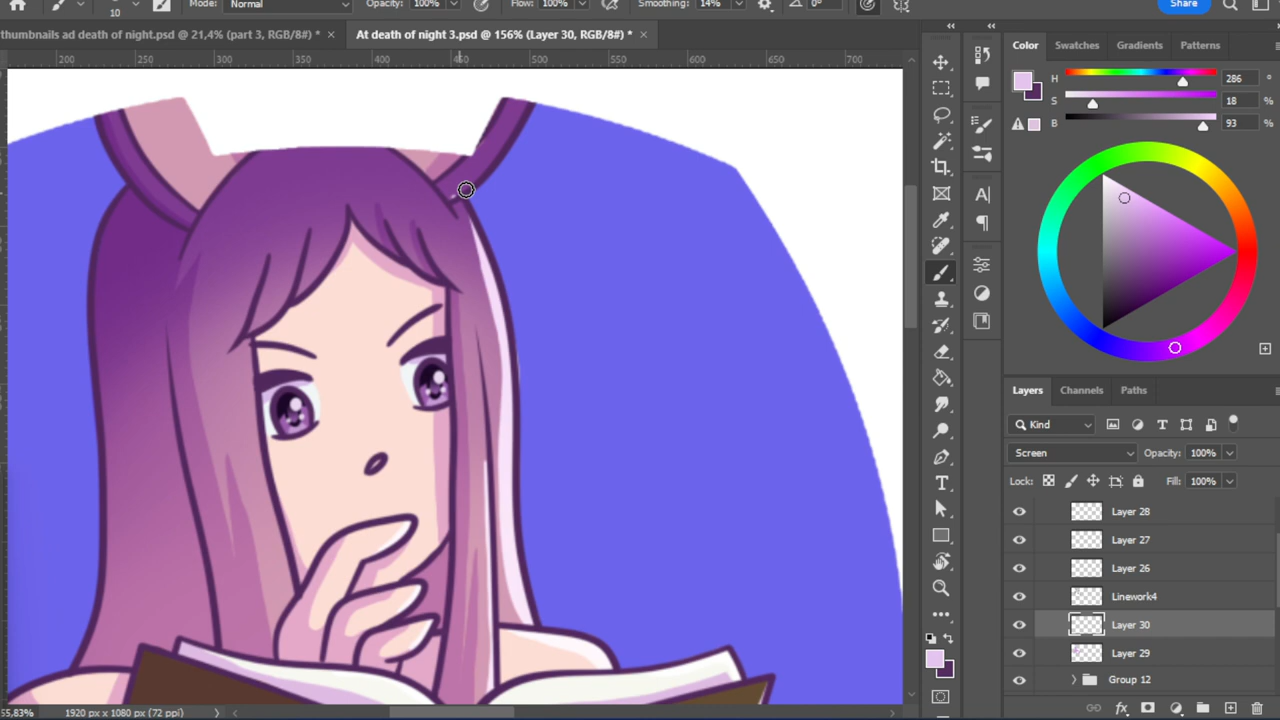 10 Mode: Normal Opacity: 100% Flow: 100% Smoothing: 14% 0° Share
thumbnails ad death of night.psd @ 21,4% (part 3, RGB/8#) * × At death of night 3.psd @ 156% (Layer 30, RGB/8#) * ×
200 250 300 350 400 450 500 550 600 650 700
Color Swatches Gradients Patterns
H 286 °
S 18 %
B 93 %
Layers Channels Paths
Kind
Screen Opacity: 100%
Lock: Fill: 100%
Layer 28
Layer 27
Layer 26
Linework4
Layer 30
Layer 29
Group 12
55,83% 1920 px x 1080 px (72 ppi)